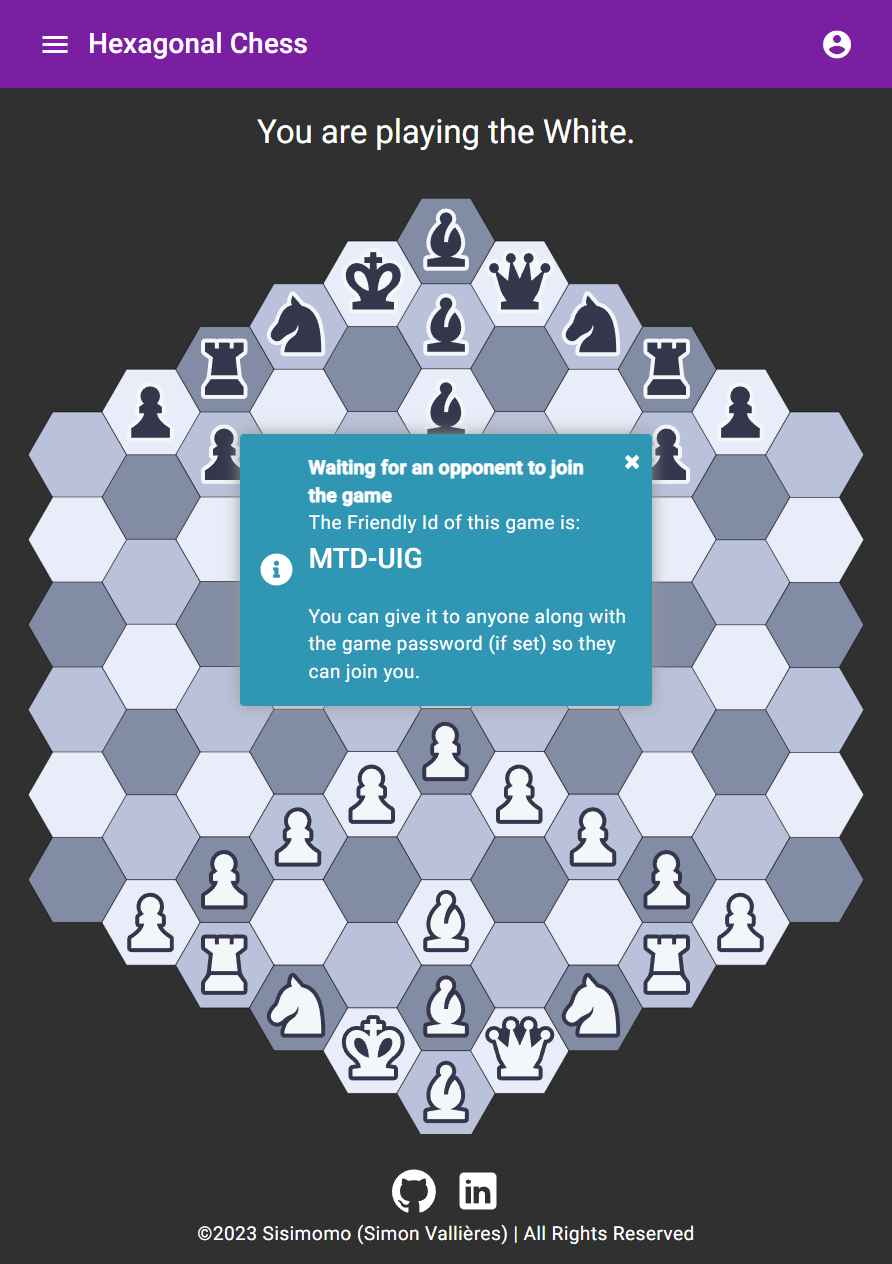 Hexagonal Chess
You are playing the White.
Waiting for an opponent to join
the game
The Friendly Id of this game is:
MTD-UIG
You can give it to anyone along with
the game password (if set) so they
can join you.
in
©2023 Sisimomo (Simon Vallières) | All Rights Reserved